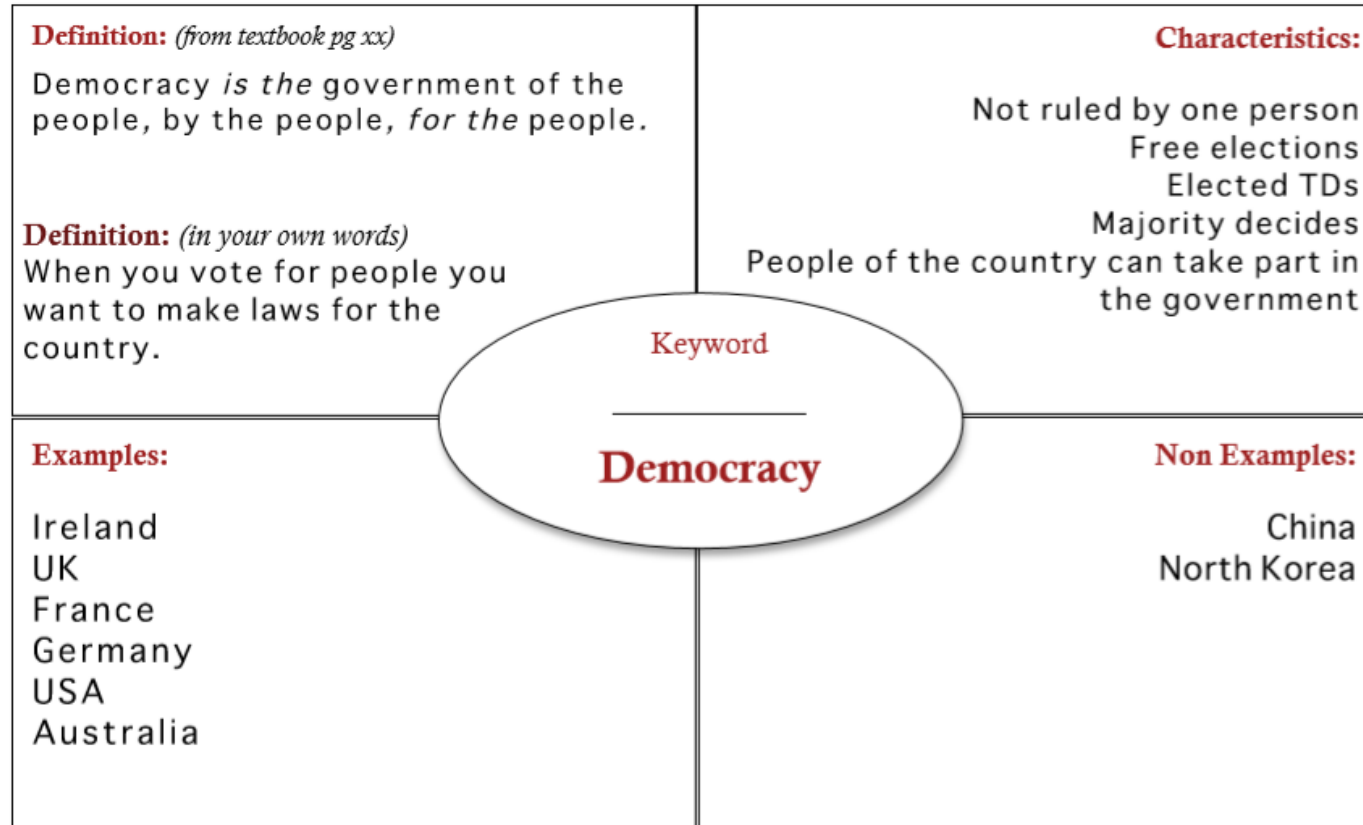 Definition: (from textbook pg xx)
Democracy is the government of the
people, by the people, for the people.
Definition: (in your own words)
When you vote for people you
want to make laws for the
country.
Characteristics:
Not ruled by one person
Free elections
Elected TDs
Majority decides
People of the country can take part in
the government
Keyword
Democracy
Examples:
Ireland
UK
France
Germany
USA
Australia
Non Examples:
China
North Korea